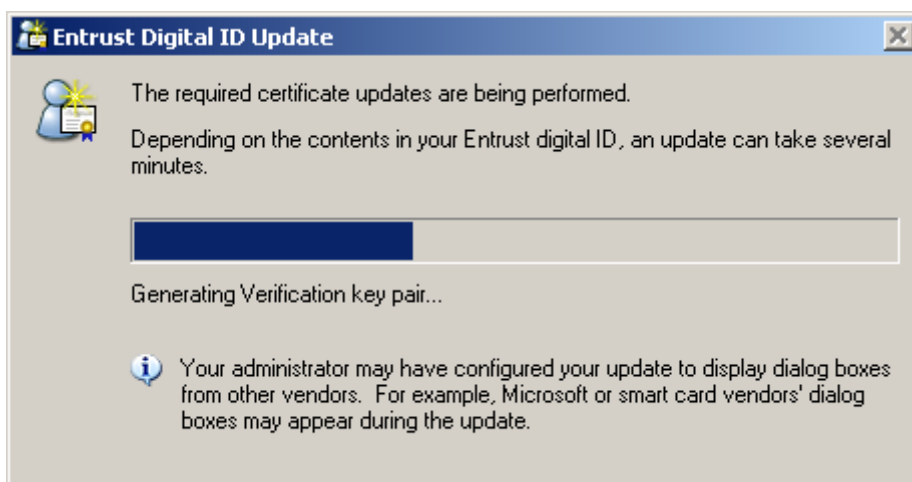 Entrust Digital ID Update
The required certificate updates are being performed.
Depending on the contents in your Entrust digital ID, an update can take several
minutes.
Generating Verification key pair...
Your administrator may have configured your update to display dialog boxes
from other vendors.  For example, Microsoft or smart card vendors' dialog
boxes may appear during the update.